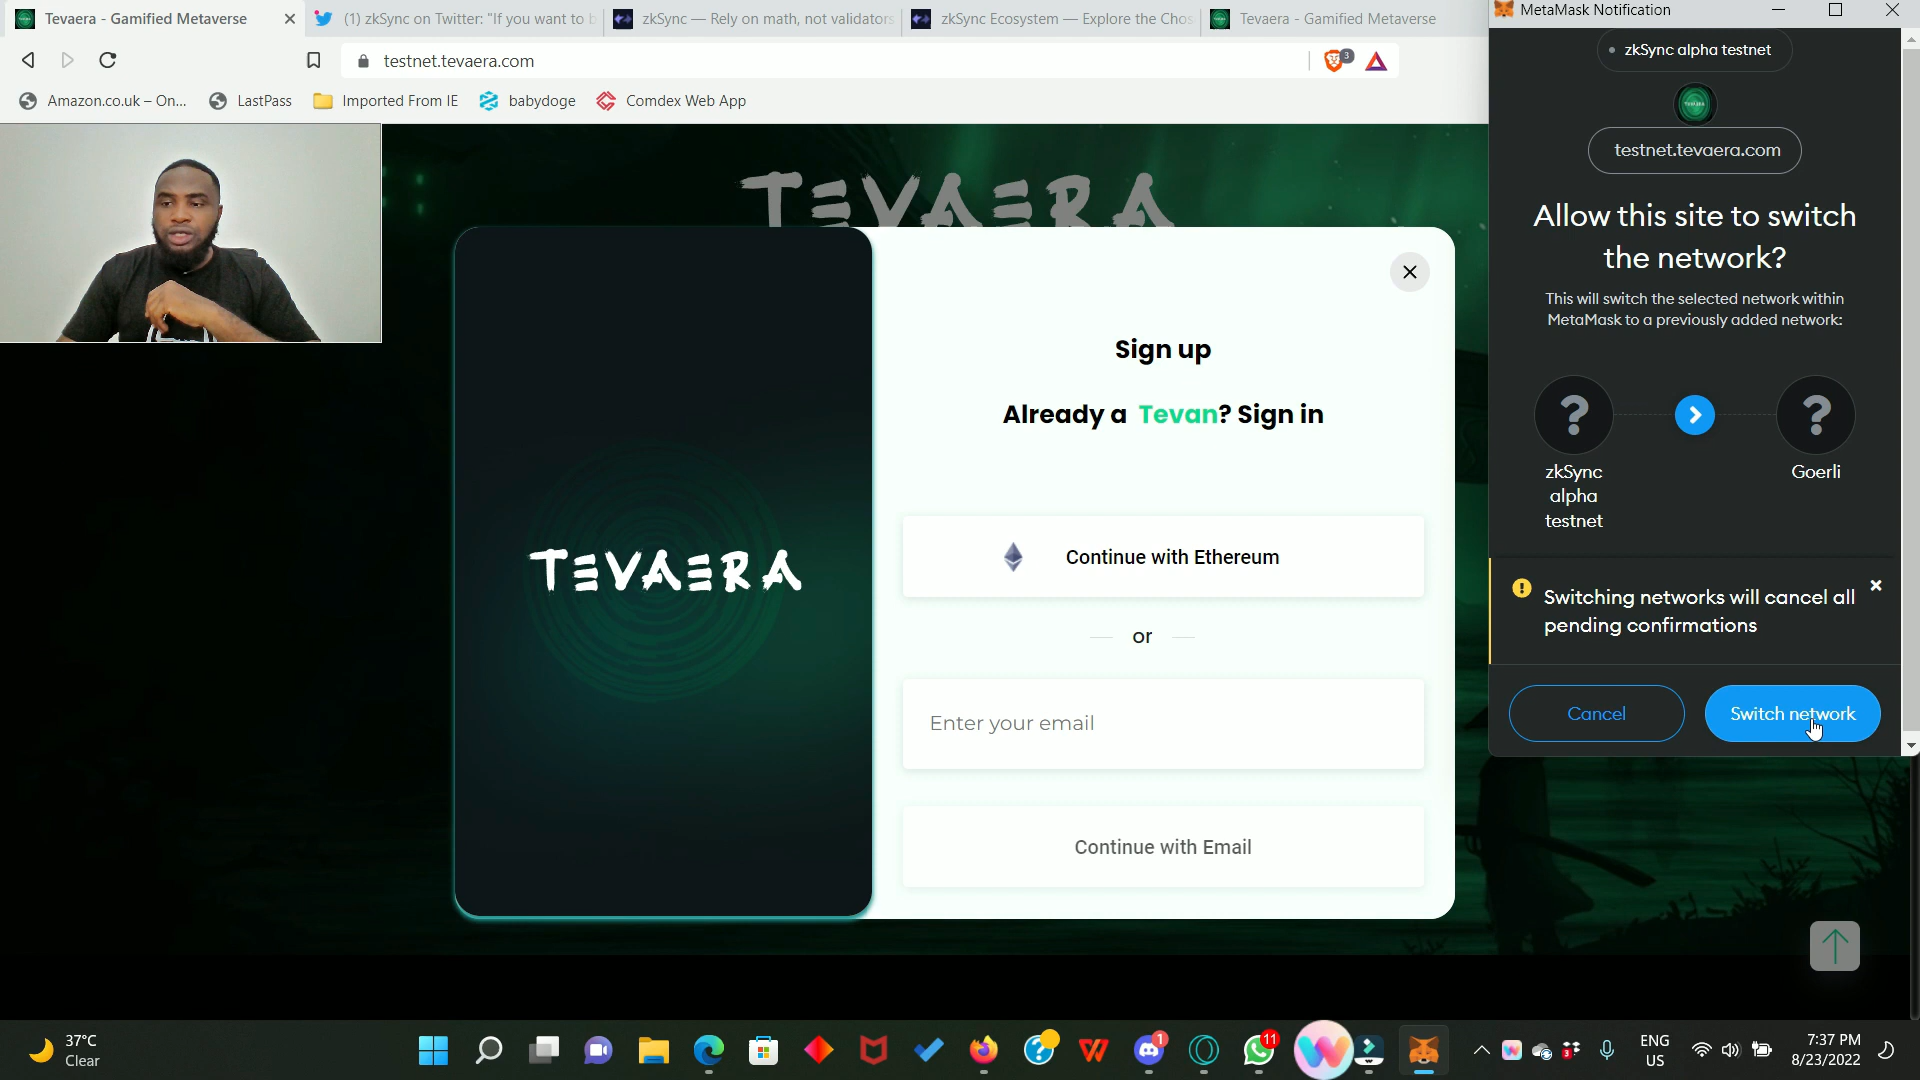 Tevaera - Gamified Metaverse
(1) zkSync on Twitter: "If you want to b
zkSync — Rely on math, not validators
zkSync Ecosystem — Explore the Chos
Tevaera - Gamified Metaverse
testnet.tevaera.com
3
Amazon.co.uk – On...
LastPass
Imported From IE
babydoge
Comdex Web App
TEVAERA
TEVAERA
Sign up
Already a Tevan? Sign in
Continue with Ethereum
or
Enter your email
Continue with Email
MetaMask Notification
zkSync alpha testnet
testnet.tevaera.com
Allow this site to switch
the network?
This will switch the selected network within
MetaMask to a previously added network:
zkSync
alpha
testnet
Goerli
Switching networks will cancel all
pending confirmations
Cancel
Switch network
37°C
Clear
1
11
3
ENG
US
7:37 PM
8/23/2022